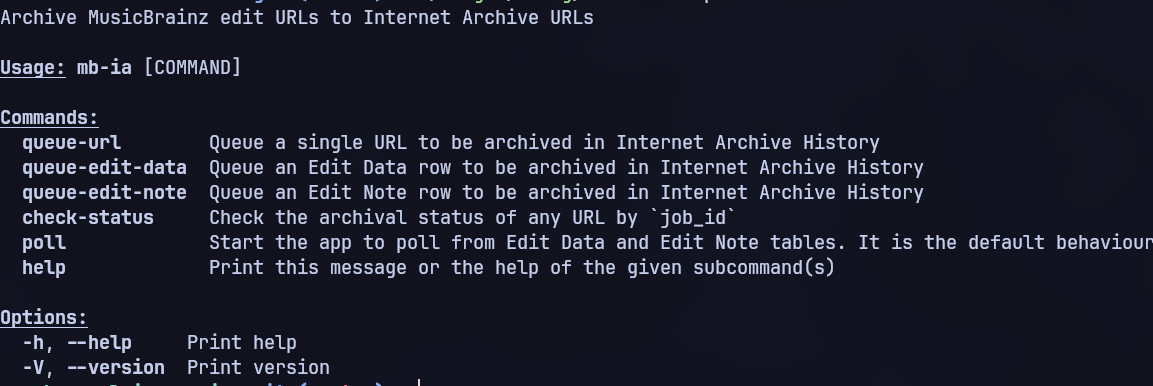 Archive MusicBrainz edit URLs to Internet Archive URLs
Usage: mb-ia [COMMAND]
Commands:
queue-url Queue a single URL to be archived in Internet Archive History
queue-edit-data Queue an Edit Data row to be archived in Internet Archive History
queue-edit-note Queue an Edit Note row to be archived in Internet Archive History
check-status Check the archival status of any URL by `job_id`
poll Start the app to poll from Edit Data and Edit Note tables. It is the default behaviour
help Print this message or the help of the given subcommand(s)
Options:
-h, --help Print help
-V, --version Print version